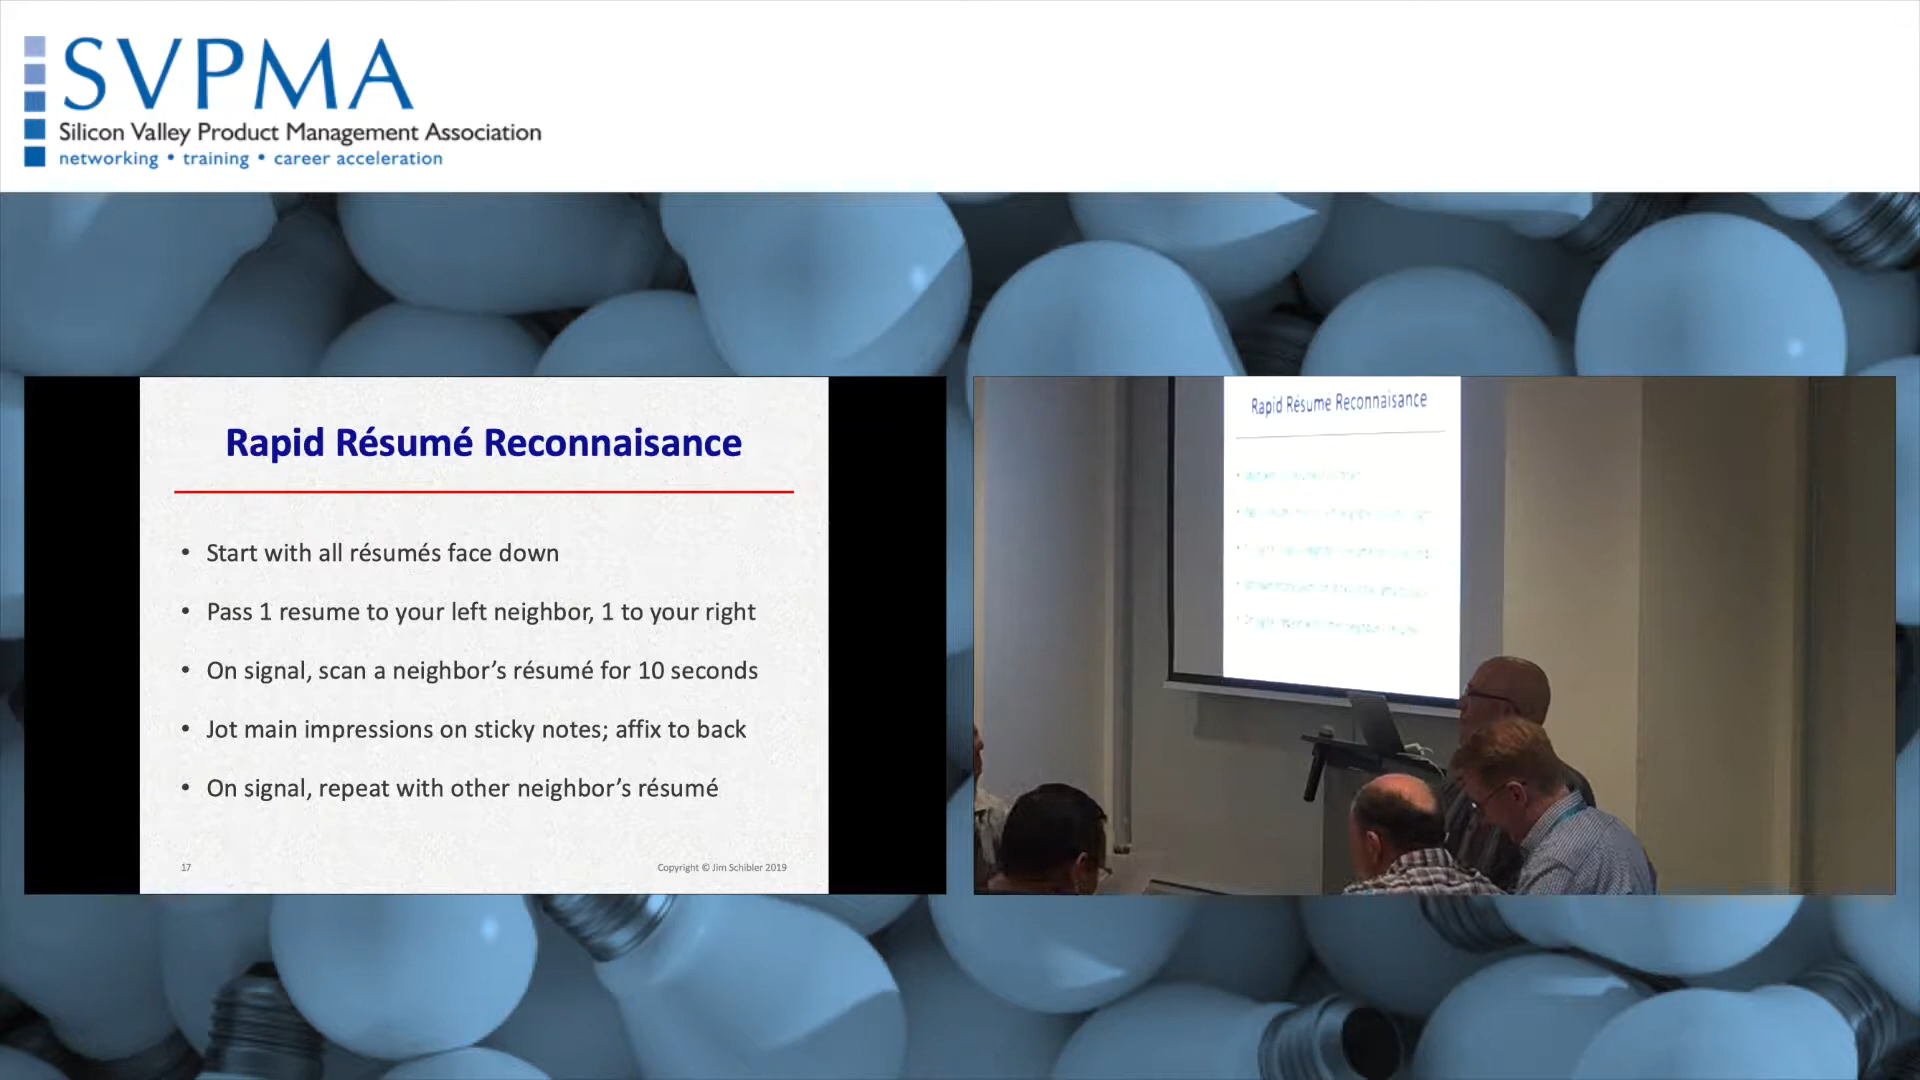 SVPMA
Silicon Valley Product Management Association
networking • training • career acceleration
Rapid Résumé Reconnaisance
• Start with all résumés face down
• Pass 1 resume to your left neighbor, 1 to your right
• On signal, scan a neighbor’s résumé for 10 seconds
• Jot main impressions on sticky notes; affix to back
• On signal, repeat with other neighbor’s résumé
17
Copyright © Jim Schibler 2019
Rapid Résume Reconnaisance